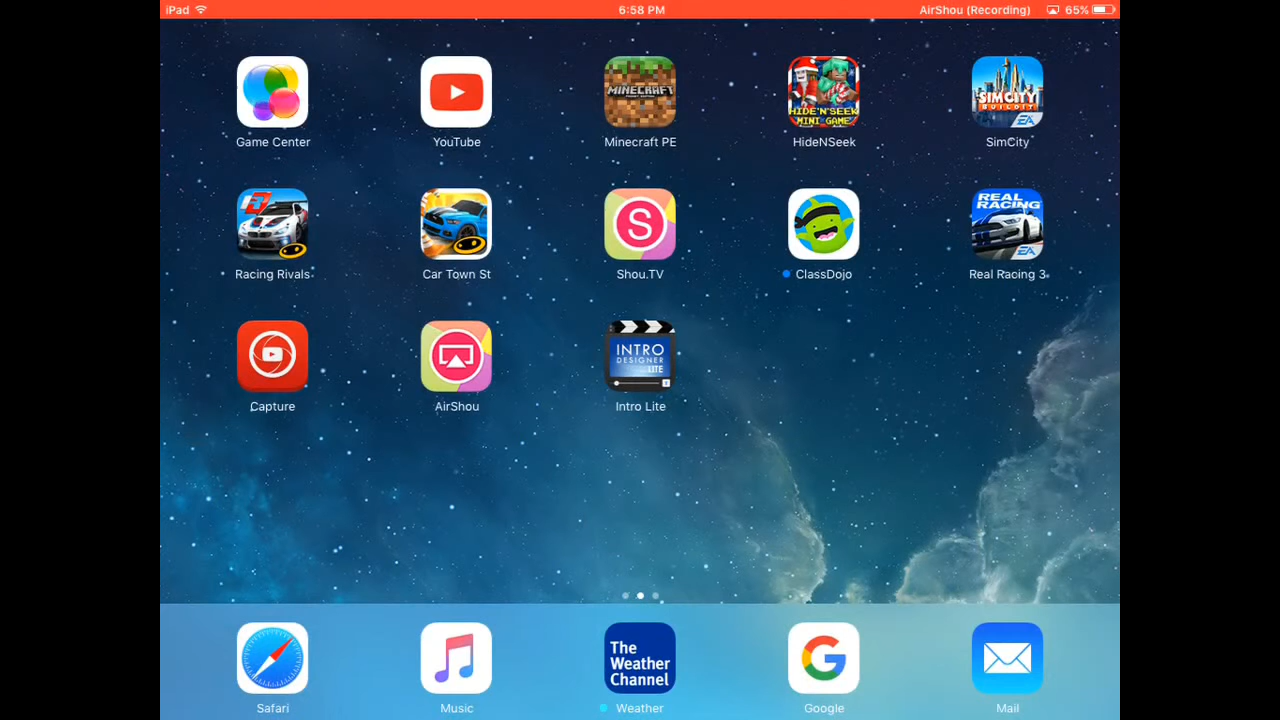 iPad 6:58 PM AirShou (Recording) 65%
MINECRAFT
HIDE'N'SEEK
MINI GAME
SIMCITY
BUILDIT
EA
Game Center YouTube Minecraft PE HideNSeek SimCity
R
S
REAL
RACING
EA
Racing Rivals Car Town St Shou.TV ClassDojo Real Racing 3
INTRO
DESIGNER
LITE
Capture AirShou Intro Lite
The
Weather
Channel
G
Safari Music Weather Google Mail